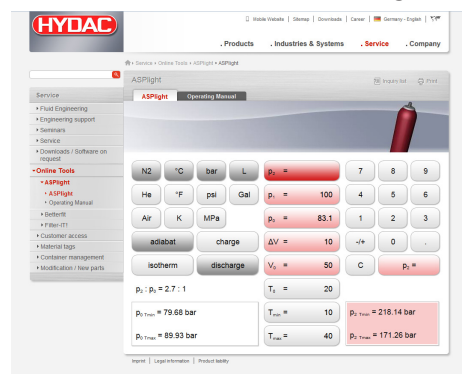 HYDAC
Mobile Website | Sitemap | Downloads | Career | Germany - English
. Products . Industries & Systems . Service . Company
Service > Online Tools > ASPlight > ASPlight
ASPlight
Inquiry list Print
ASPlight Operating Manual
Service
Fluid Engineering
Engineering support
Seminars
Service
Downloads / Software on
request
Online Tools
ASPlight
ASPlight
Operating Manual
Betterfit
Filter-IT!
Customer access
Material tags
Container management
Modification / New parts
N2 °C bar L p₂ = 7 8 9
He °F psi Gal p₁ = 100 4 5 6
Air K MPa p₀ = 83.1 1 2 3
adiabat charge ΔV = 10 -/+ 0 .
isotherm discharge V₀ = 50 C p₂ =
p₂ : p₀ = 2.7 : 1 T₀ = 20
p₀ Tmin = 79.68 bar Tmin = 10 p₂ Tmin = 218.14 bar
p₀ Tmax = 89.93 bar Tmax = 40 p₂ Tmax = 171.26 bar
Imprint | Legal information | Product liability